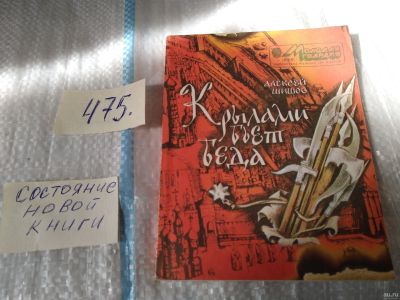 475.
СОСТОЯНИЕ
НОВОЙ
КНИГИ
АЛЕКСЕЙ
ШИШОВ
Крылами
бьет
беда